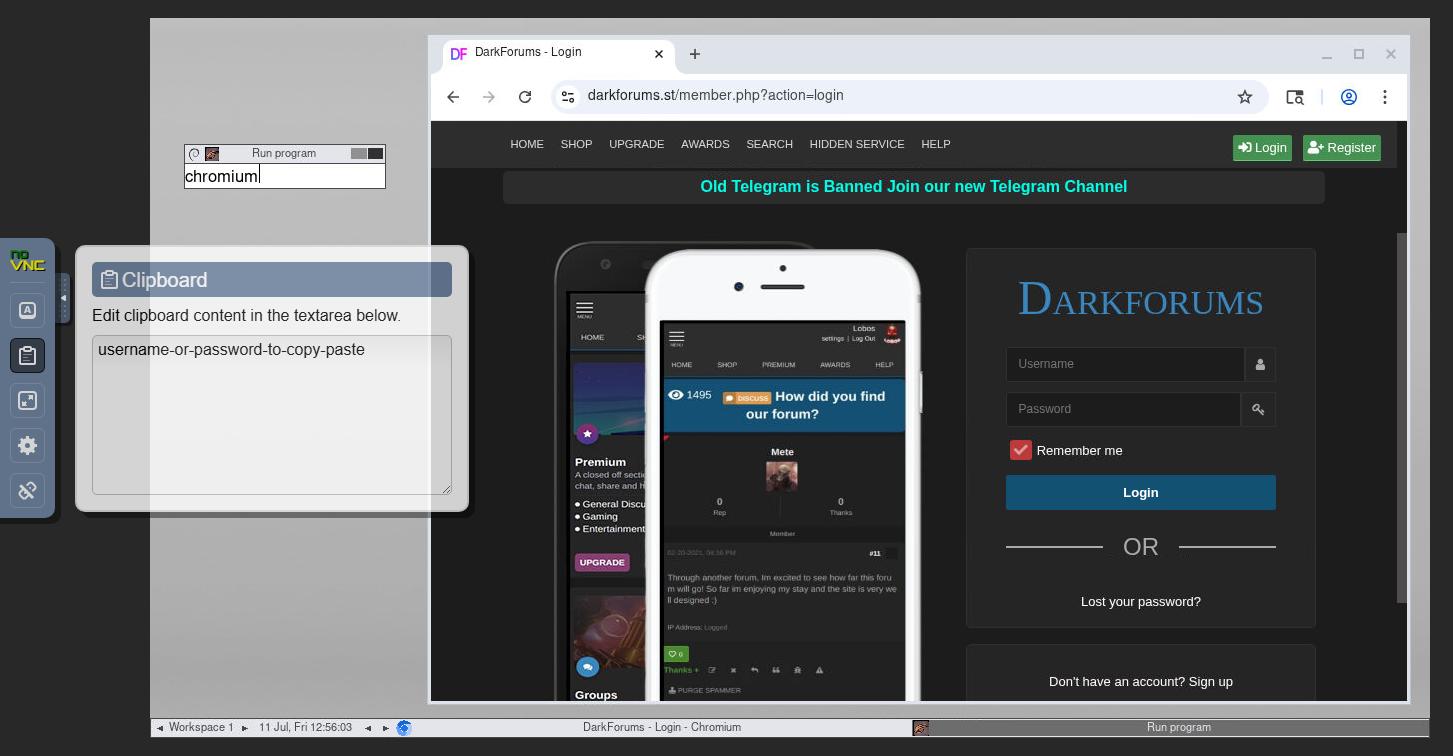 DF DarkForums - Login
darkforums.st/member.php?action=login
Run program
chromium
HOME SHOP UPGRADE AWARDS SEARCH HIDDEN SERVICE HELP
Login Register
Old Telegram is Banned Join our new Telegram Channel
no
VNC
A
Clipboard
Edit clipboard content in the textarea below.
username-or-password-to-copy-paste
MENU
HOME SH
Premium
A closed off secti
chat, share and h
General Discu
Gaming
Entertainment
UPGRADE
Groups
MENU
Lobos
settings | Log Out
HOME SHOP PREMIUM AWARDS HELP
1495 DISCUSS How did you find
our forum?
Mete
0 0
Rep Thanks
Member
02-20-2021, 04:36 PM #11
Through another forum, Im excited to see how far this foru
m will go! So far im enjoying my stay and the site is very we
ll designed :)
IP Address: Logged
0
Thanks +
PURGE SPAMMER
DARKFORUMS
Username
Password
Remember me
Login
OR
Lost your password?
Don't have an account? Sign up
Workspace 1 11 Jul, Fri 12:56:03 DarkForums - Login - Chromium Run program